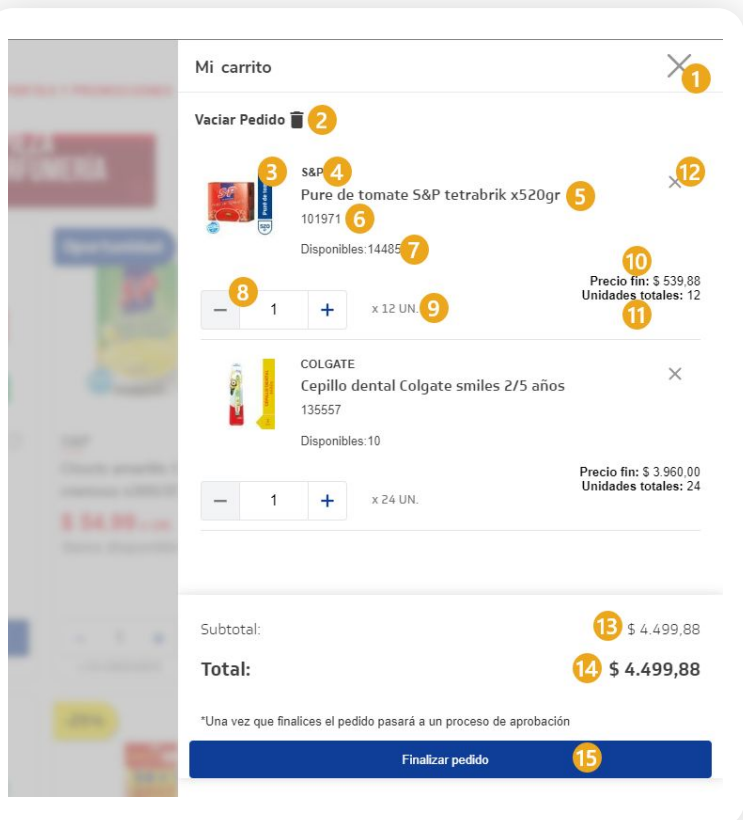 Mi carrito
1
Vaciar Pedido 2
3 S&P 4 12
Pure de tomate S&P tetrabrik x520gr 5
101971 6
Disponibles:14485 7
10
Precio fin: $ 539,88
Unidades totales: 12
11
8
− 1 + x 12 UN. 9
COLGATE
Cepillo dental Colgate smiles 2/5 años
135557
Disponibles:10
Precio fin: $ 3.960,00
Unidades totales: 24
− 1 + x 24 UN.
Subtotal: 13 $ 4.499,88
Total: 14 $ 4.499,88
*Una vez que finalices el pedido pasará a un proceso de aprobación
Finalizar pedido 15